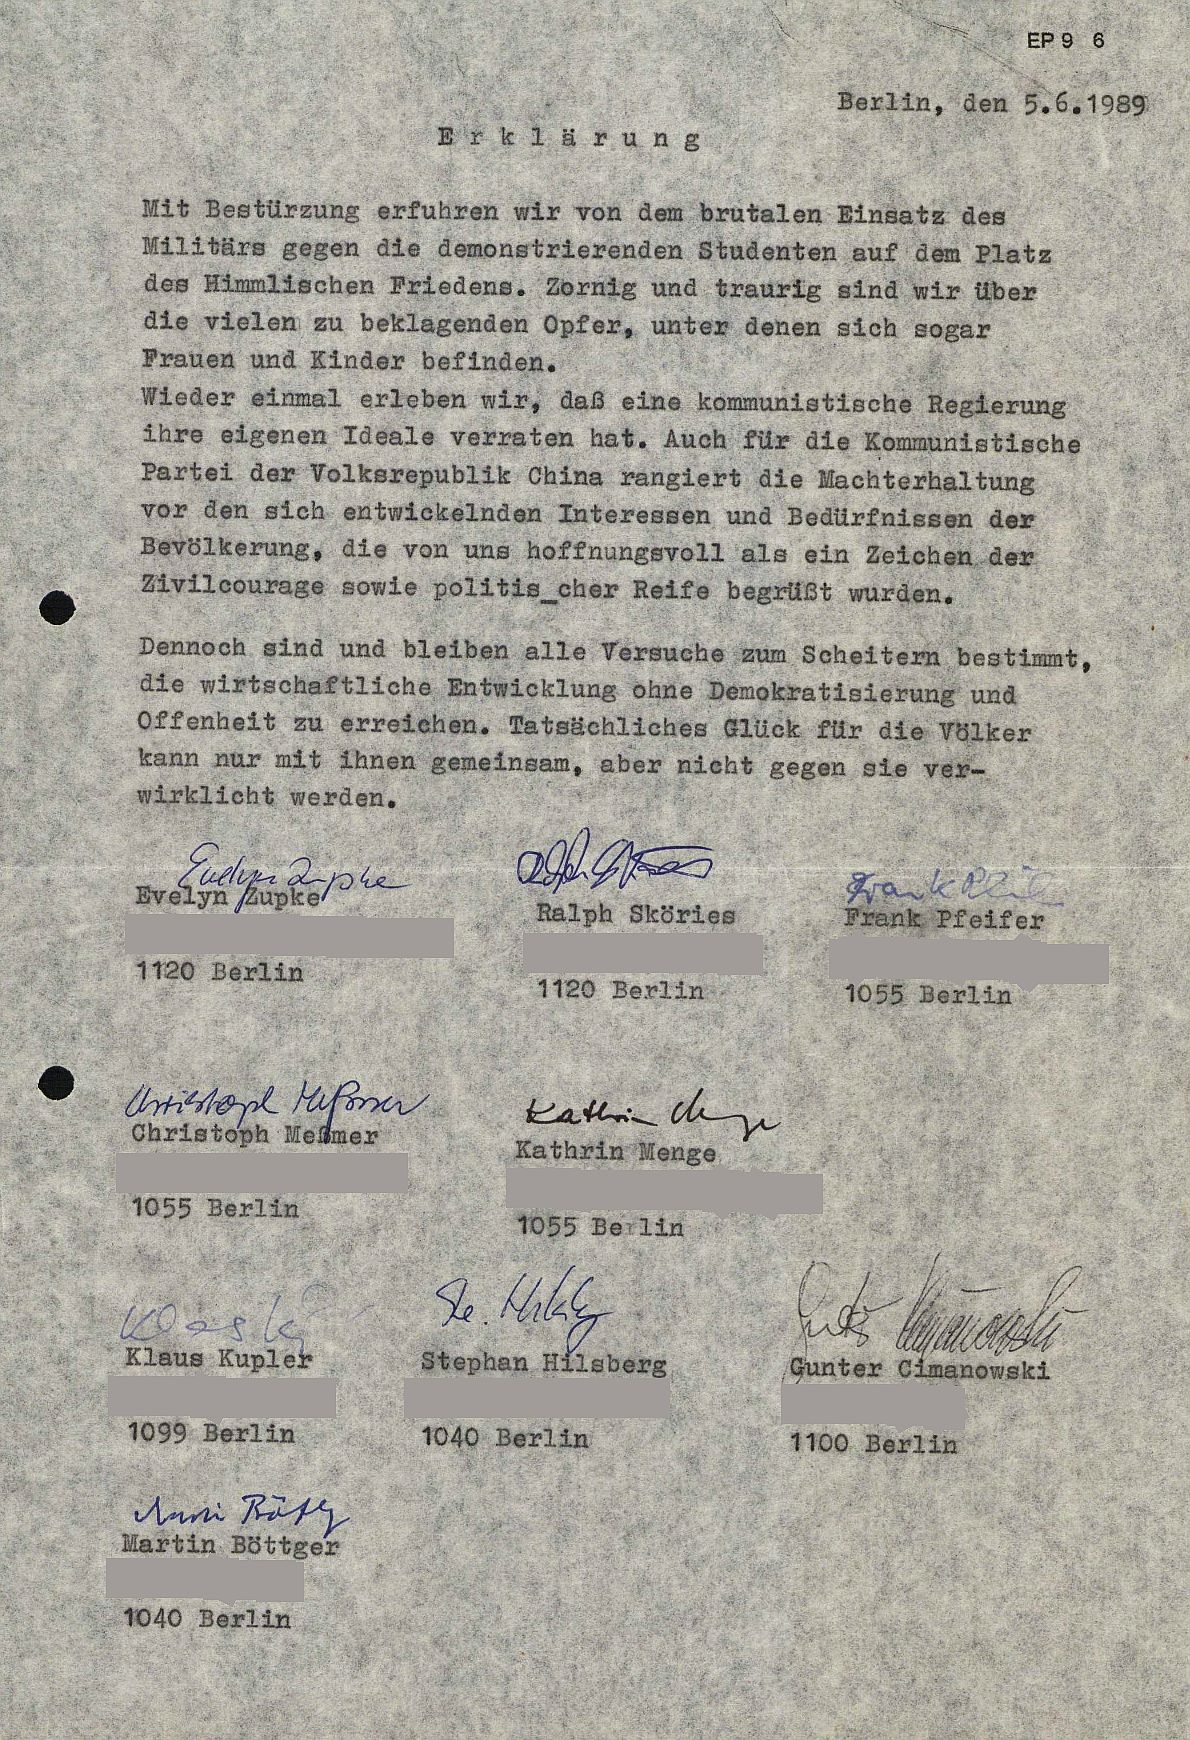 EP 9 6
Berlin, den 5.6.1989
E r k l ä r u n g
Mit Bestürzung erfuhren wir von dem brutalen Einsatz des
Militärs gegen die demonstrierenden Studenten auf dem Platz
des Himmlischen Friedens. Zornig und traurig sind wir über
die vielen zu beklagenden Opfer, unter denen sich sogar
Frauen und Kinder befinden.
Wieder einmal erleben wir, daß eine kommunistische Regierung
ihre eigenen Ideale verraten hat. Auch für die Kommunistische
Partei der Volksrepublik China rangiert die Machterhaltung
vor den sich entwickelnden Interessen und Bedürfnissen der
Bevölkerung, die von uns hoffnungsvoll als ein Zeichen der
Zivilcourage sowie politis_cher Reife begrüßt wurden.
Dennoch sind und bleiben alle Versuche zum Scheitern bestimmt,
die wirtschaftliche Entwicklung ohne Demokratisierung und
Offenheit zu erreichen. Tatsächliches Glück für die Völker
kann nur mit ihnen gemeinsam, aber nicht gegen sie ver-
wirklicht werden.
Evelyn Zupke
Evelyn Zupke
1120 Berlin
Ralph Sköries
1120 Berlin
Frank Pfeifer
1055 Berlin
Christoph Meßmer
Christoph Meßmer
1055 Berlin
Kathrin Menge
Kathrin Menge
1055 Berlin
Klaus Kupler
1099 Berlin
Stephan Hilsberg
1040 Berlin
Gunter Cimanowski
1100 Berlin
Martin Böttger
1040 Berlin